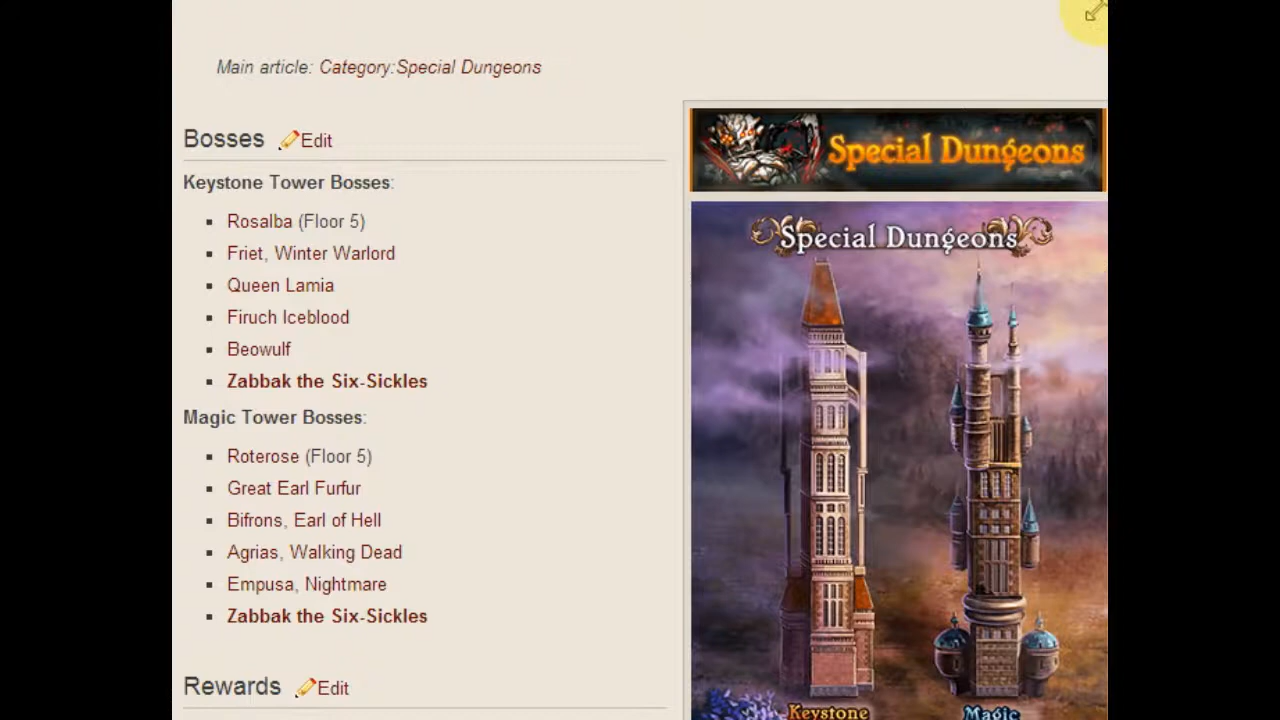 Main article: Category:Special Dungeons
Bosses Edit
Keystone Tower Bosses:
Rosalba (Floor 5)
Friet, Winter Warlord
Queen Lamia
Firuch Iceblood
Beowulf
Zabbak the Six-Sickles
Magic Tower Bosses:
Roterose (Floor 5)
Great Earl Furfur
Bifrons, Earl of Hell
Agrias, Walking Dead
Empusa, Nightmare
Zabbak the Six-Sickles
Rewards Edit
Special Dungeons
Special Dungeons
Keystone Magic